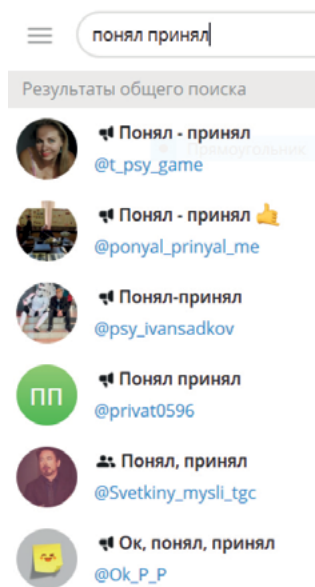 понял принял
Результаты общего поиска
Понял - принял
Прямоугольник
@t_psy_game
Понял - принял 🤙
@ponyal_prinyal_me
Понял-принял
@psy_ivansadkov
ПП
Понял принял
@privat0596
Понял, принял
@Svetkiny_mysli_tgc
Ок, понял, принял
@Ok_P_P